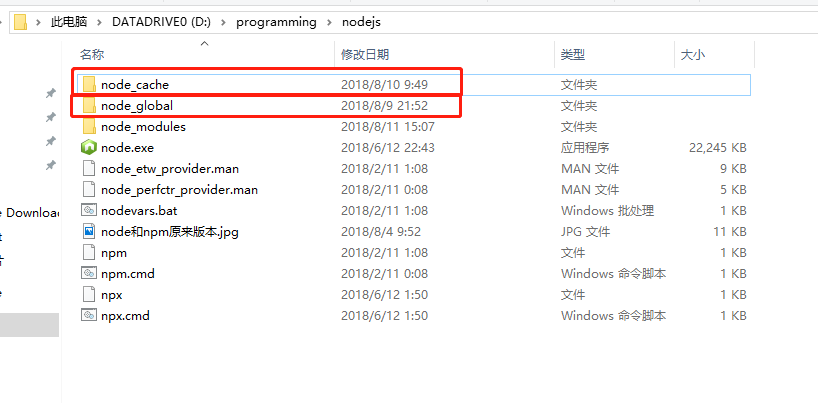 此电脑 DATADRIVE0 (D:) programming nodejs
名称 修改日期 类型 大小
node_cache 2018/8/10 9:49 文件夹
node_global 2018/8/9 21:52 文件夹
node_modules 2018/8/11 15:07 文件夹
node.exe 2018/6/12 22:43 应用程序 22,245 KB
node_etw_provider.man 2018/2/11 1:08 MAN 文件 9 KB
node_perfctr_provider.man 2018/2/11 0:08 MAN 文件 5 KB
nodevars.bat 2018/2/11 1:08 Windows 批处理 1 KB
node和npm原来版本.jpg 2018/8/4 9:52 JPG 文件 11 KB
npm 2018/2/11 0:08 文件 1 KB
npm.cmd 2018/2/11 0:08 Windows 命令脚本 1 KB
npx 2018/6/12 1:50 文件 1 KB
npx.cmd 2018/6/12 1:50 Windows 命令脚本 1 KB
e Download